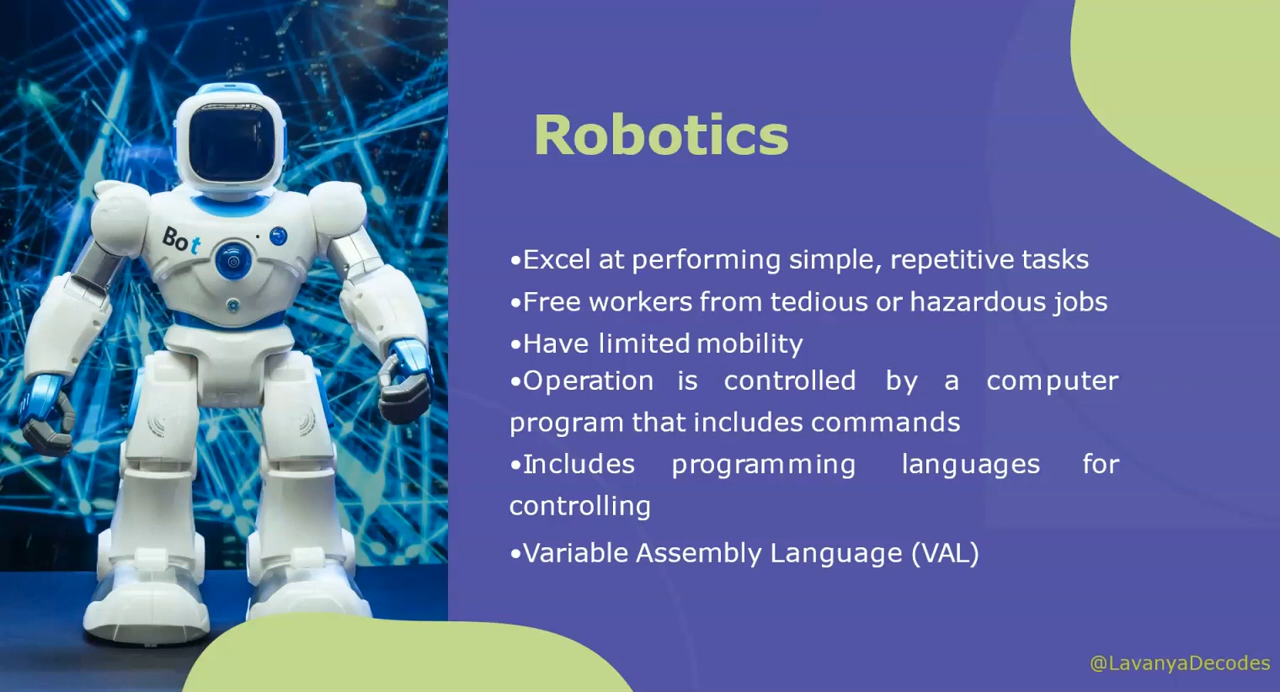 Robotics
Bot
•Excel at performing simple, repetitive tasks
•Free workers from tedious or hazardous jobs
•Have limited mobility
•Operation is controlled by a computer
program that includes commands
•Includes programming languages for
controlling
•Variable Assembly Language (VAL)
@LavanyaDecodes